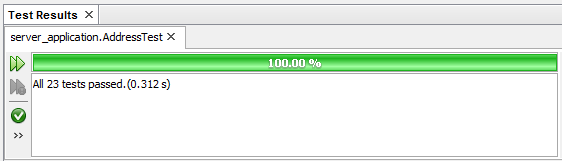 Test Results ×
server_application.AddressTest ×
100.00 %
All 23 tests passed.(0.312 s)
>>